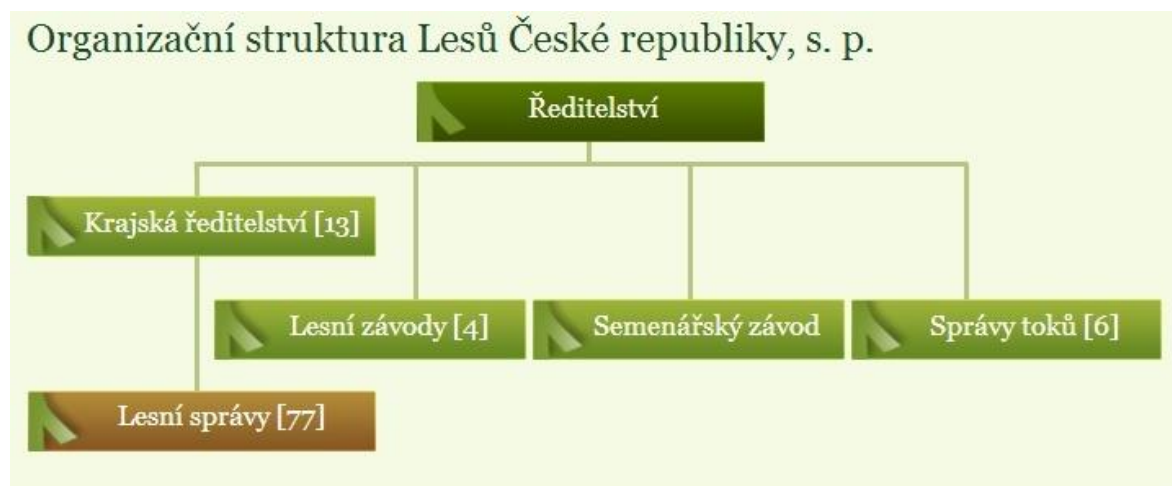 Organizační struktura Lesů České republiky, s. p.
Ředitelství
Krajská ředitelství [13]
Lesní závody [4]
Semenářský závod
Správy toků [6]
Lesní správy [77]